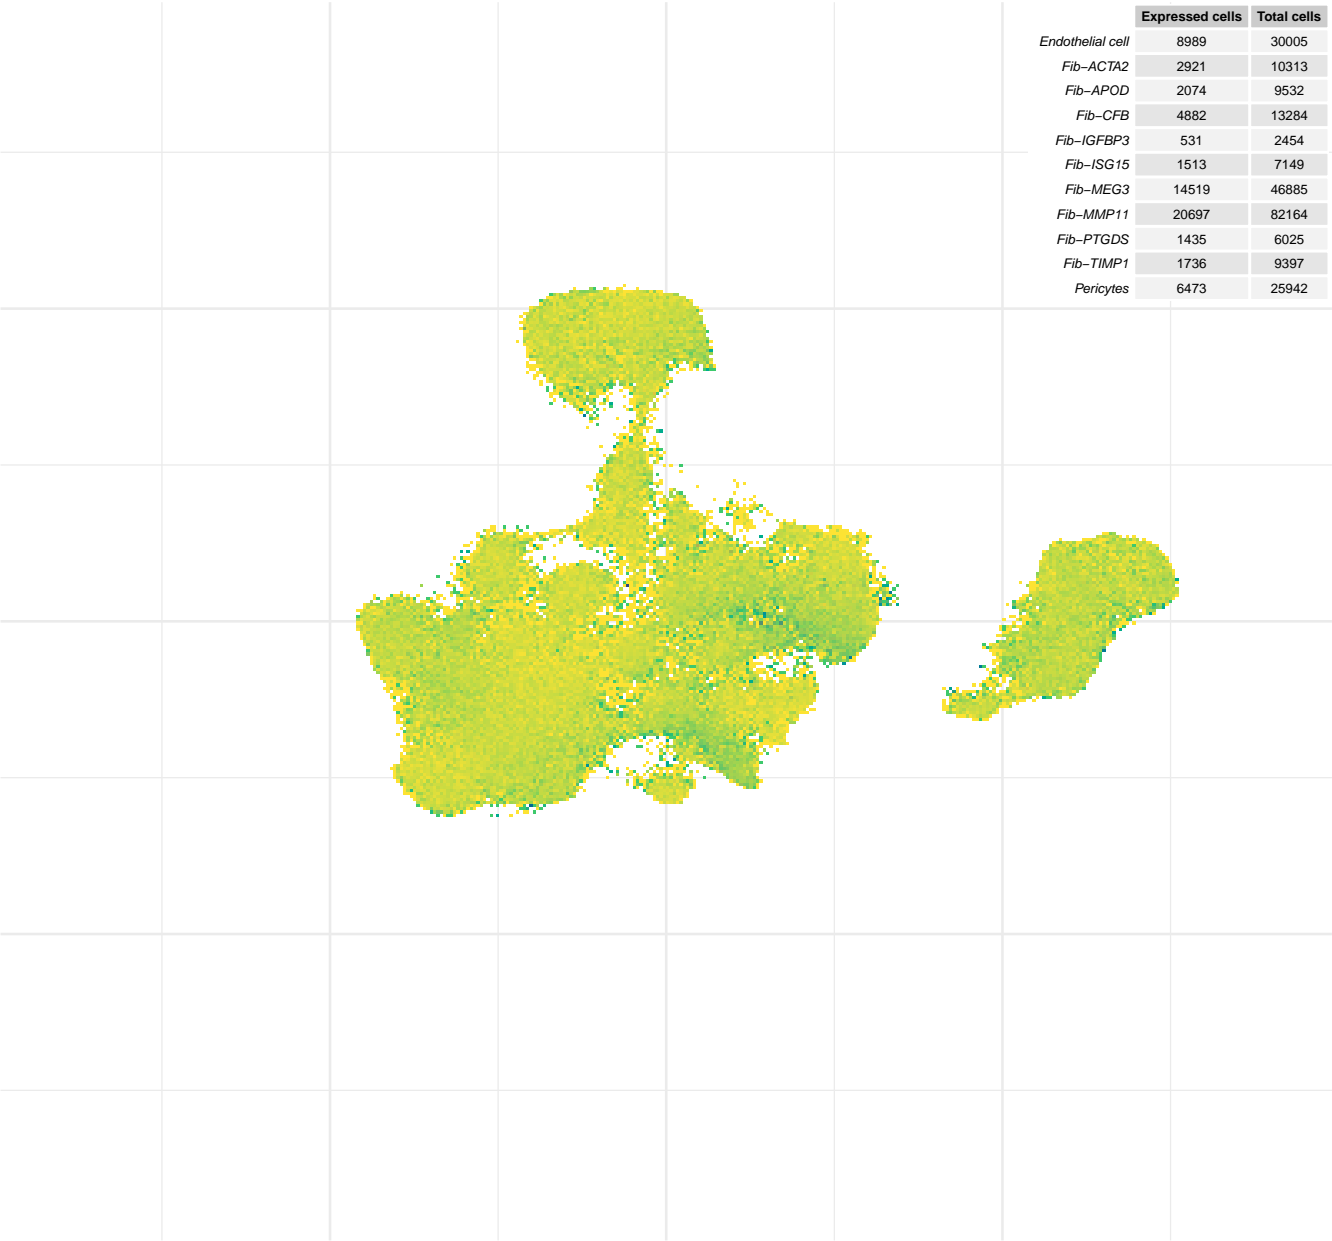 Expressed cells Total cells
Endothelial cell 8989 30005
Fib−ACTA2 2921 10313
Fib−APOD 2074 9532
Fib−CFB 4882 13284
Fib−IGFBP3 531 2454
Fib−ISG15 1513 7149
Fib−MEG3 14519 46885
Fib−MMP11 20697 82164
Fib−PTGDS 1435 6025
Fib−TIMP1 1736 9397
Pericytes 6473 25942